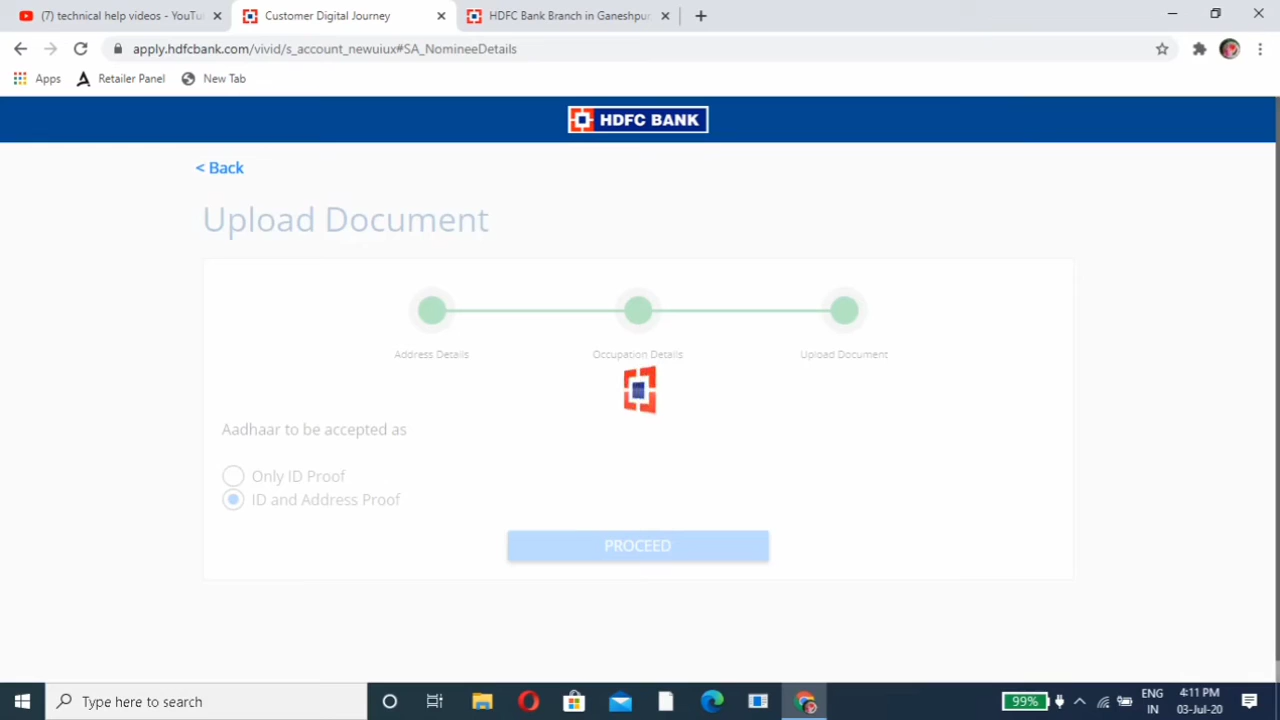 (7) technical help videos - YouTu
Customer Digital Journey
HDFC Bank Branch in Ganeshpur,
apply.hdfcbank.com/vivid/s_account_newuiux#SA_NomineeDetails
Apps
Retailer Panel
New Tab
HDFC BANK
< Back
Upload Document
Address Details
Occupation Details
Upload Document
Aadhaar to be accepted as
Only ID Proof
ID and Address Proof
PROCEED
Type here to search
99%
ENG
IN
4:11 PM
03-Jul-20